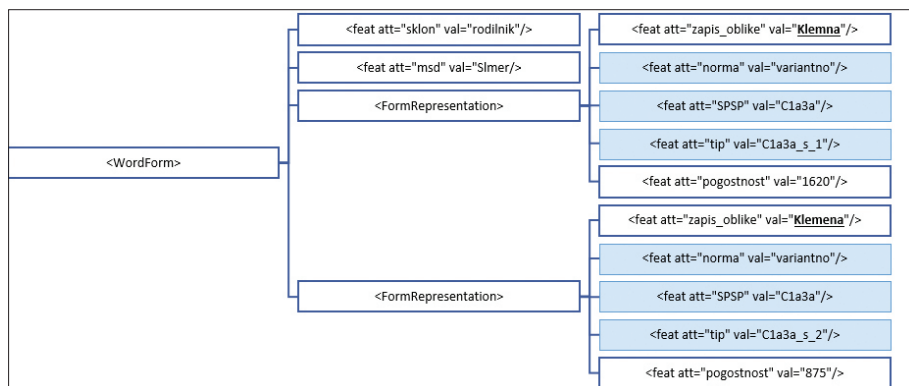 <WordForm>
<feat att="sklon" val="rodilnik"/>
<feat att="msd" val="Slmer/>
<FormRepresentation>
<feat att="zapis_oblike" val="Klemna"/>
<feat att="norma" val="variantno"/>
<feat att="SPSP" val="C1a3a"/>
<feat att="tip" val="C1a3a_s_1"/>
<feat att="pogostnost" val="1620"/>
<FormRepresentation>
<feat att="zapis_oblike" val="Klemena"/>
<feat att="norma" val="variantno"/>
<feat att="SPSP" val="C1a3a"/>
<feat att="tip" val="C1a3a_s_2"/>
<feat att="pogostnost" val="875"/>